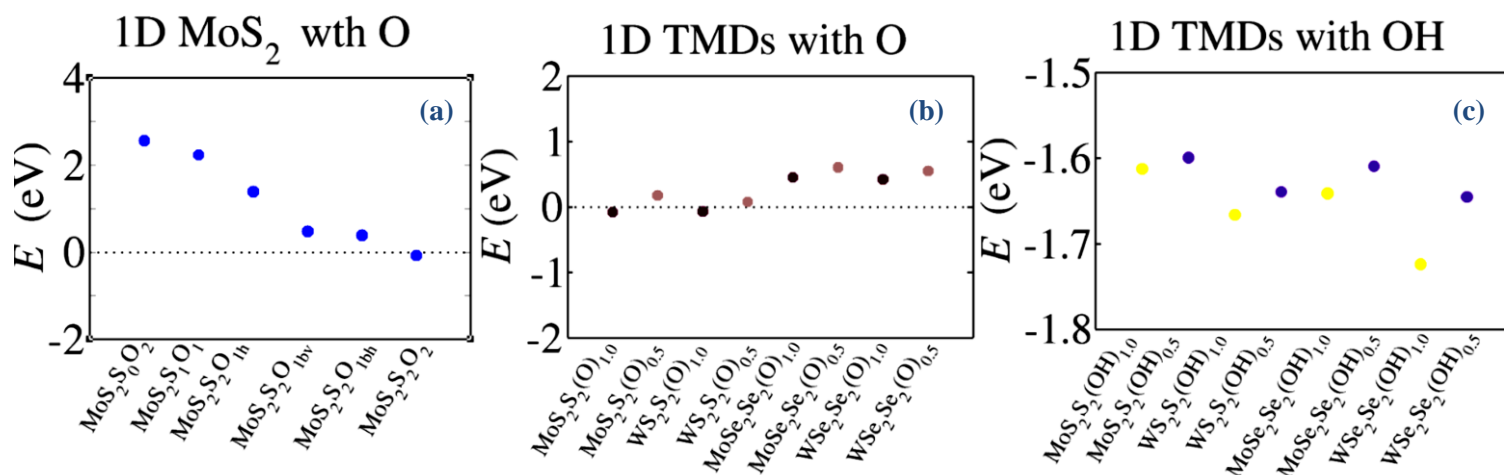 1D MoS₂ wth O
(a)
E (eV)
4
2
0
-2
MoS₂S₀O₂
MoS₂S₁O₁
MoS₂S₂O₁ₕ
MoS₂S₂O₁bv
MoS₂S₂O₁bh
MoS₂S₂O₂
1D TMDs with O
(b)
E (eV)
2
1
0
-1
-2
MoS₂S₂(O)₁.₀
MoS₂S₂(O)₀.₅
WS₂S₂(O)₁.₀
WS₂S₂(O)₀.₅
MoSe₂Se₂(O)₁.₀
MoSe₂Se₂(O)₀.₅
WSe₂Se₂(O)₁.₀
WSe₂Se₂(O)₀.₅
1D TMDs with OH
(c)
E (eV)
-1.5
-1.6
-1.7
-1.8
MoS₂S₂(OH)₁.₀
MoS₂S₂(OH)₀.₅
WS₂S₂(OH)₁.₀
WS₂S₂(OH)₀.₅
MoSe₂Se₂(OH)₁.₀
MoSe₂Se₂(OH)₀.₅
WSe₂Se₂(OH)₁.₀
WSe₂Se₂(OH)₀.₅